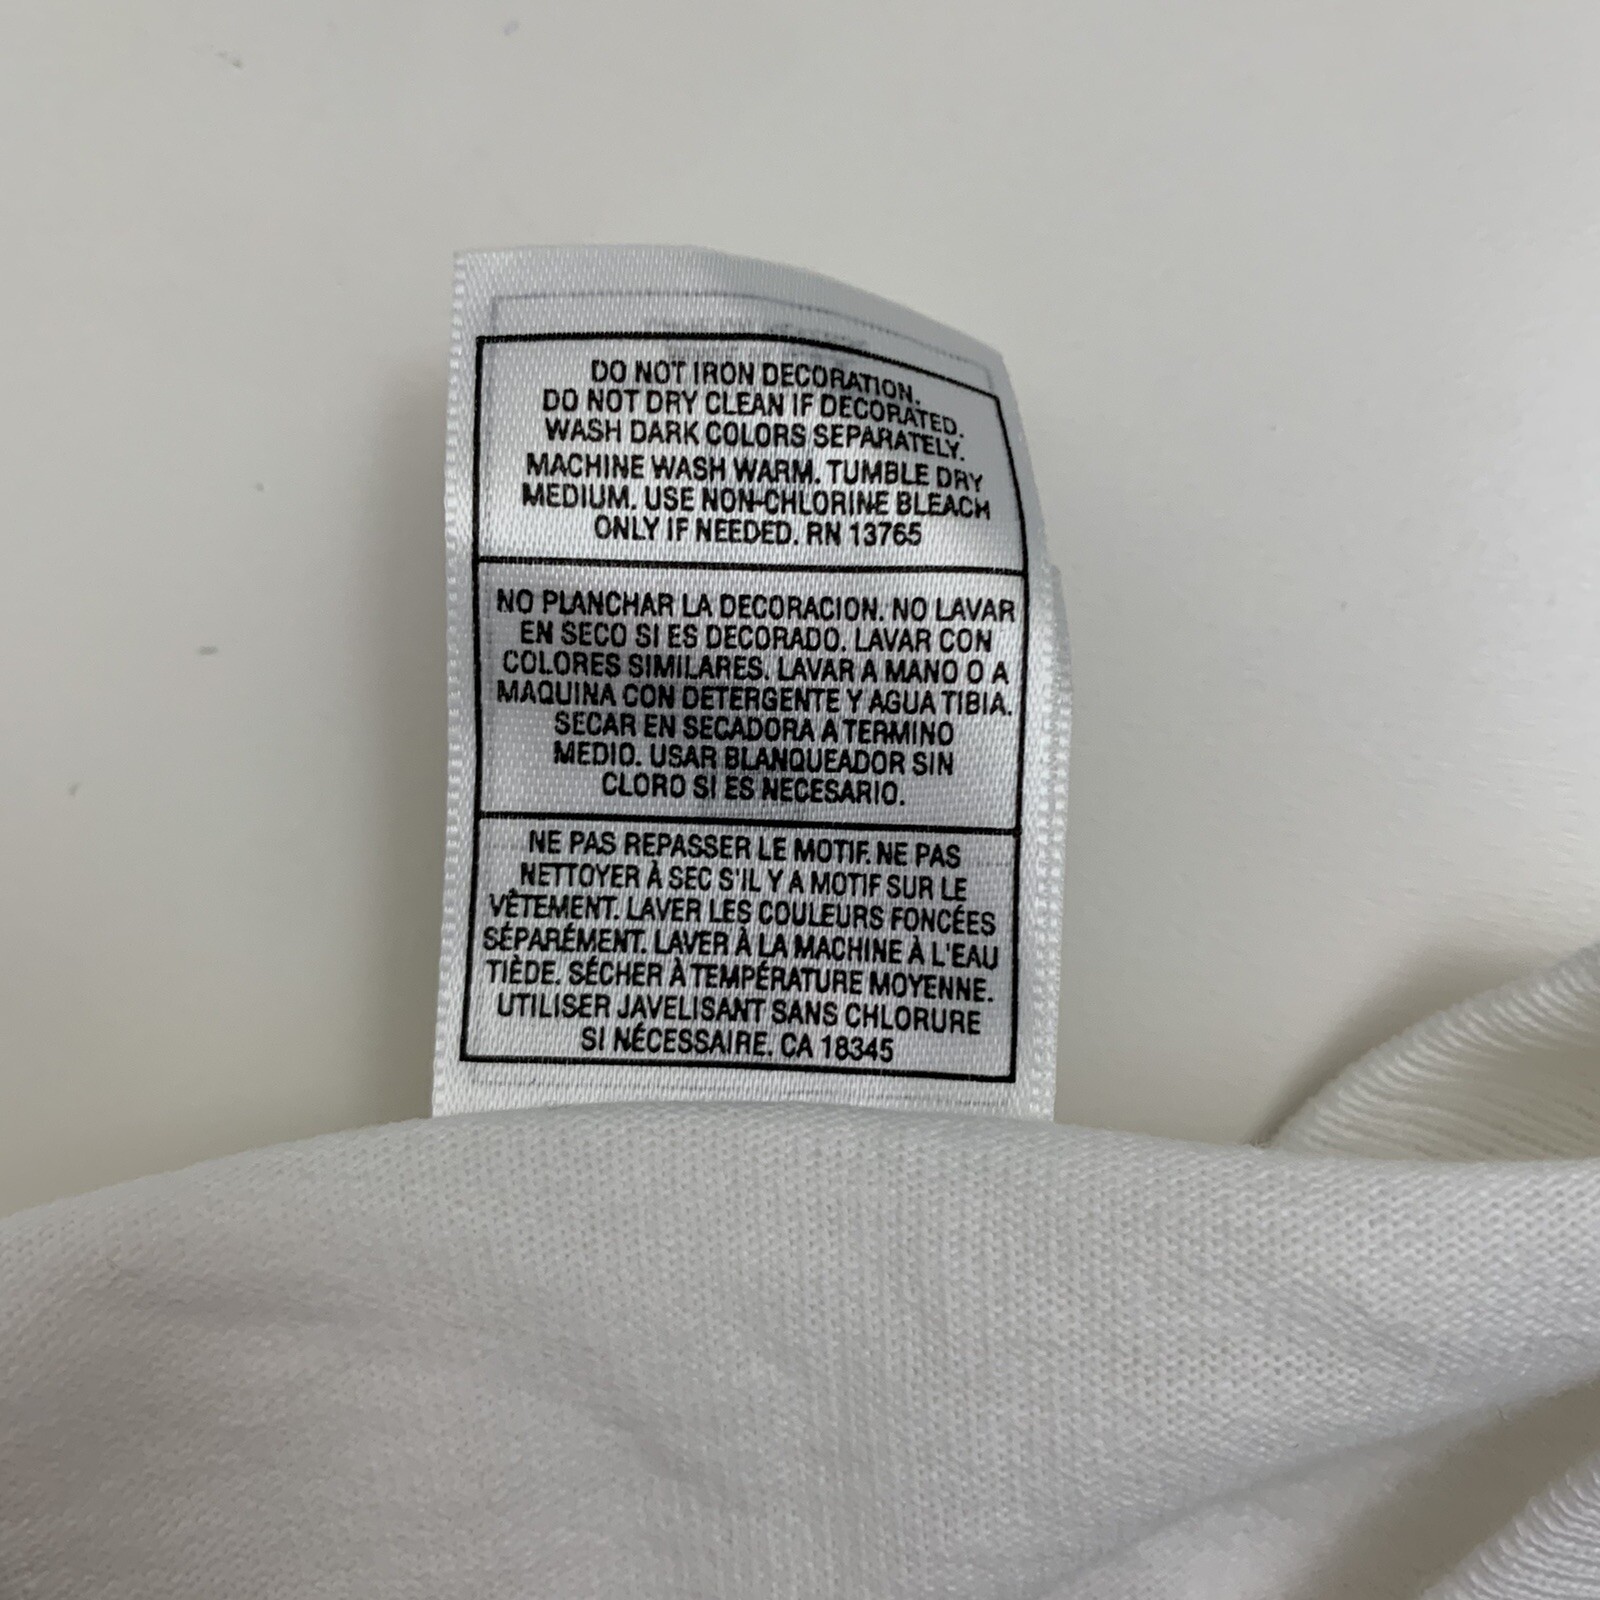 DO NOT IRON DECORATION.
DO NOT DRY CLEAN IF DECORATED.
WASH DARK COLORS SEPARATELY.
MACHINE WASH WARM. TUMBLE DRY
MEDIUM. USE NON-CHLORINE BLEACH
ONLY IF NEEDED. RN 13765
NO PLANCHAR LA DECORACION. NO LAVAR
EN SECO SI ES DECORADO. LAVAR CON
COLORES SIMILARES. LAVAR A MANO O A
MAQUINA CON DETERGENTE Y AGUA TIBIA.
SECAR EN SECADORA A TERMINO
MEDIO. USAR BLANQUEADOR SIN
CLORO SI ES NECESARIO.
NE PAS REPASSER LE MOTIF. NE PAS
NETTOYER À SEC S'IL Y A MOTIF SUR LE
VÊTEMENT. LAVER LES COULEURS FONCÉES
SÉPARÉMENT. LAVER À LA MACHINE À L'EAU
TIÈDE. SÉCHER À TEMPÉRATURE MOYENNE.
UTILISER JAVELISANT SANS CHLORURE
SI NÉCESSAIRE. CA 18345